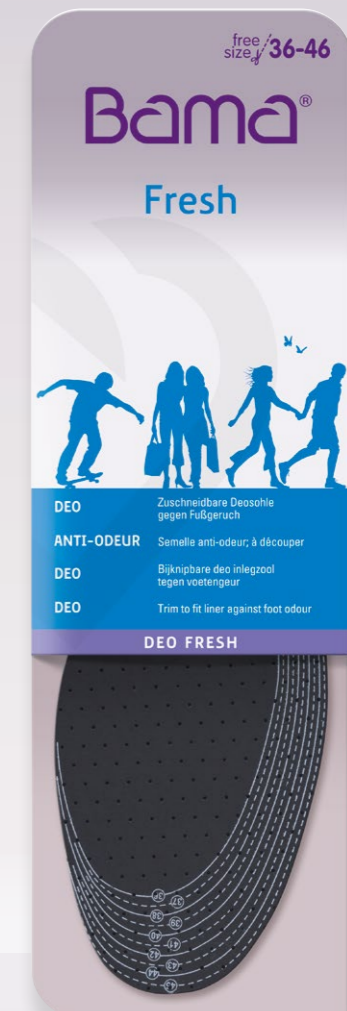 free size of 36-46
Bama®
Fresh
DEO Zuschneidbare Deosohle
gegen Fußgeruch
ANTI-ODEUR Semelle anti-odeur; à découper
DEO Bijknipbare deo inlegzool
tegen voetengeur
DEO Trim to fit liner against foot odour
DEO FRESH
36
37
38
39
40
41
42
43
44